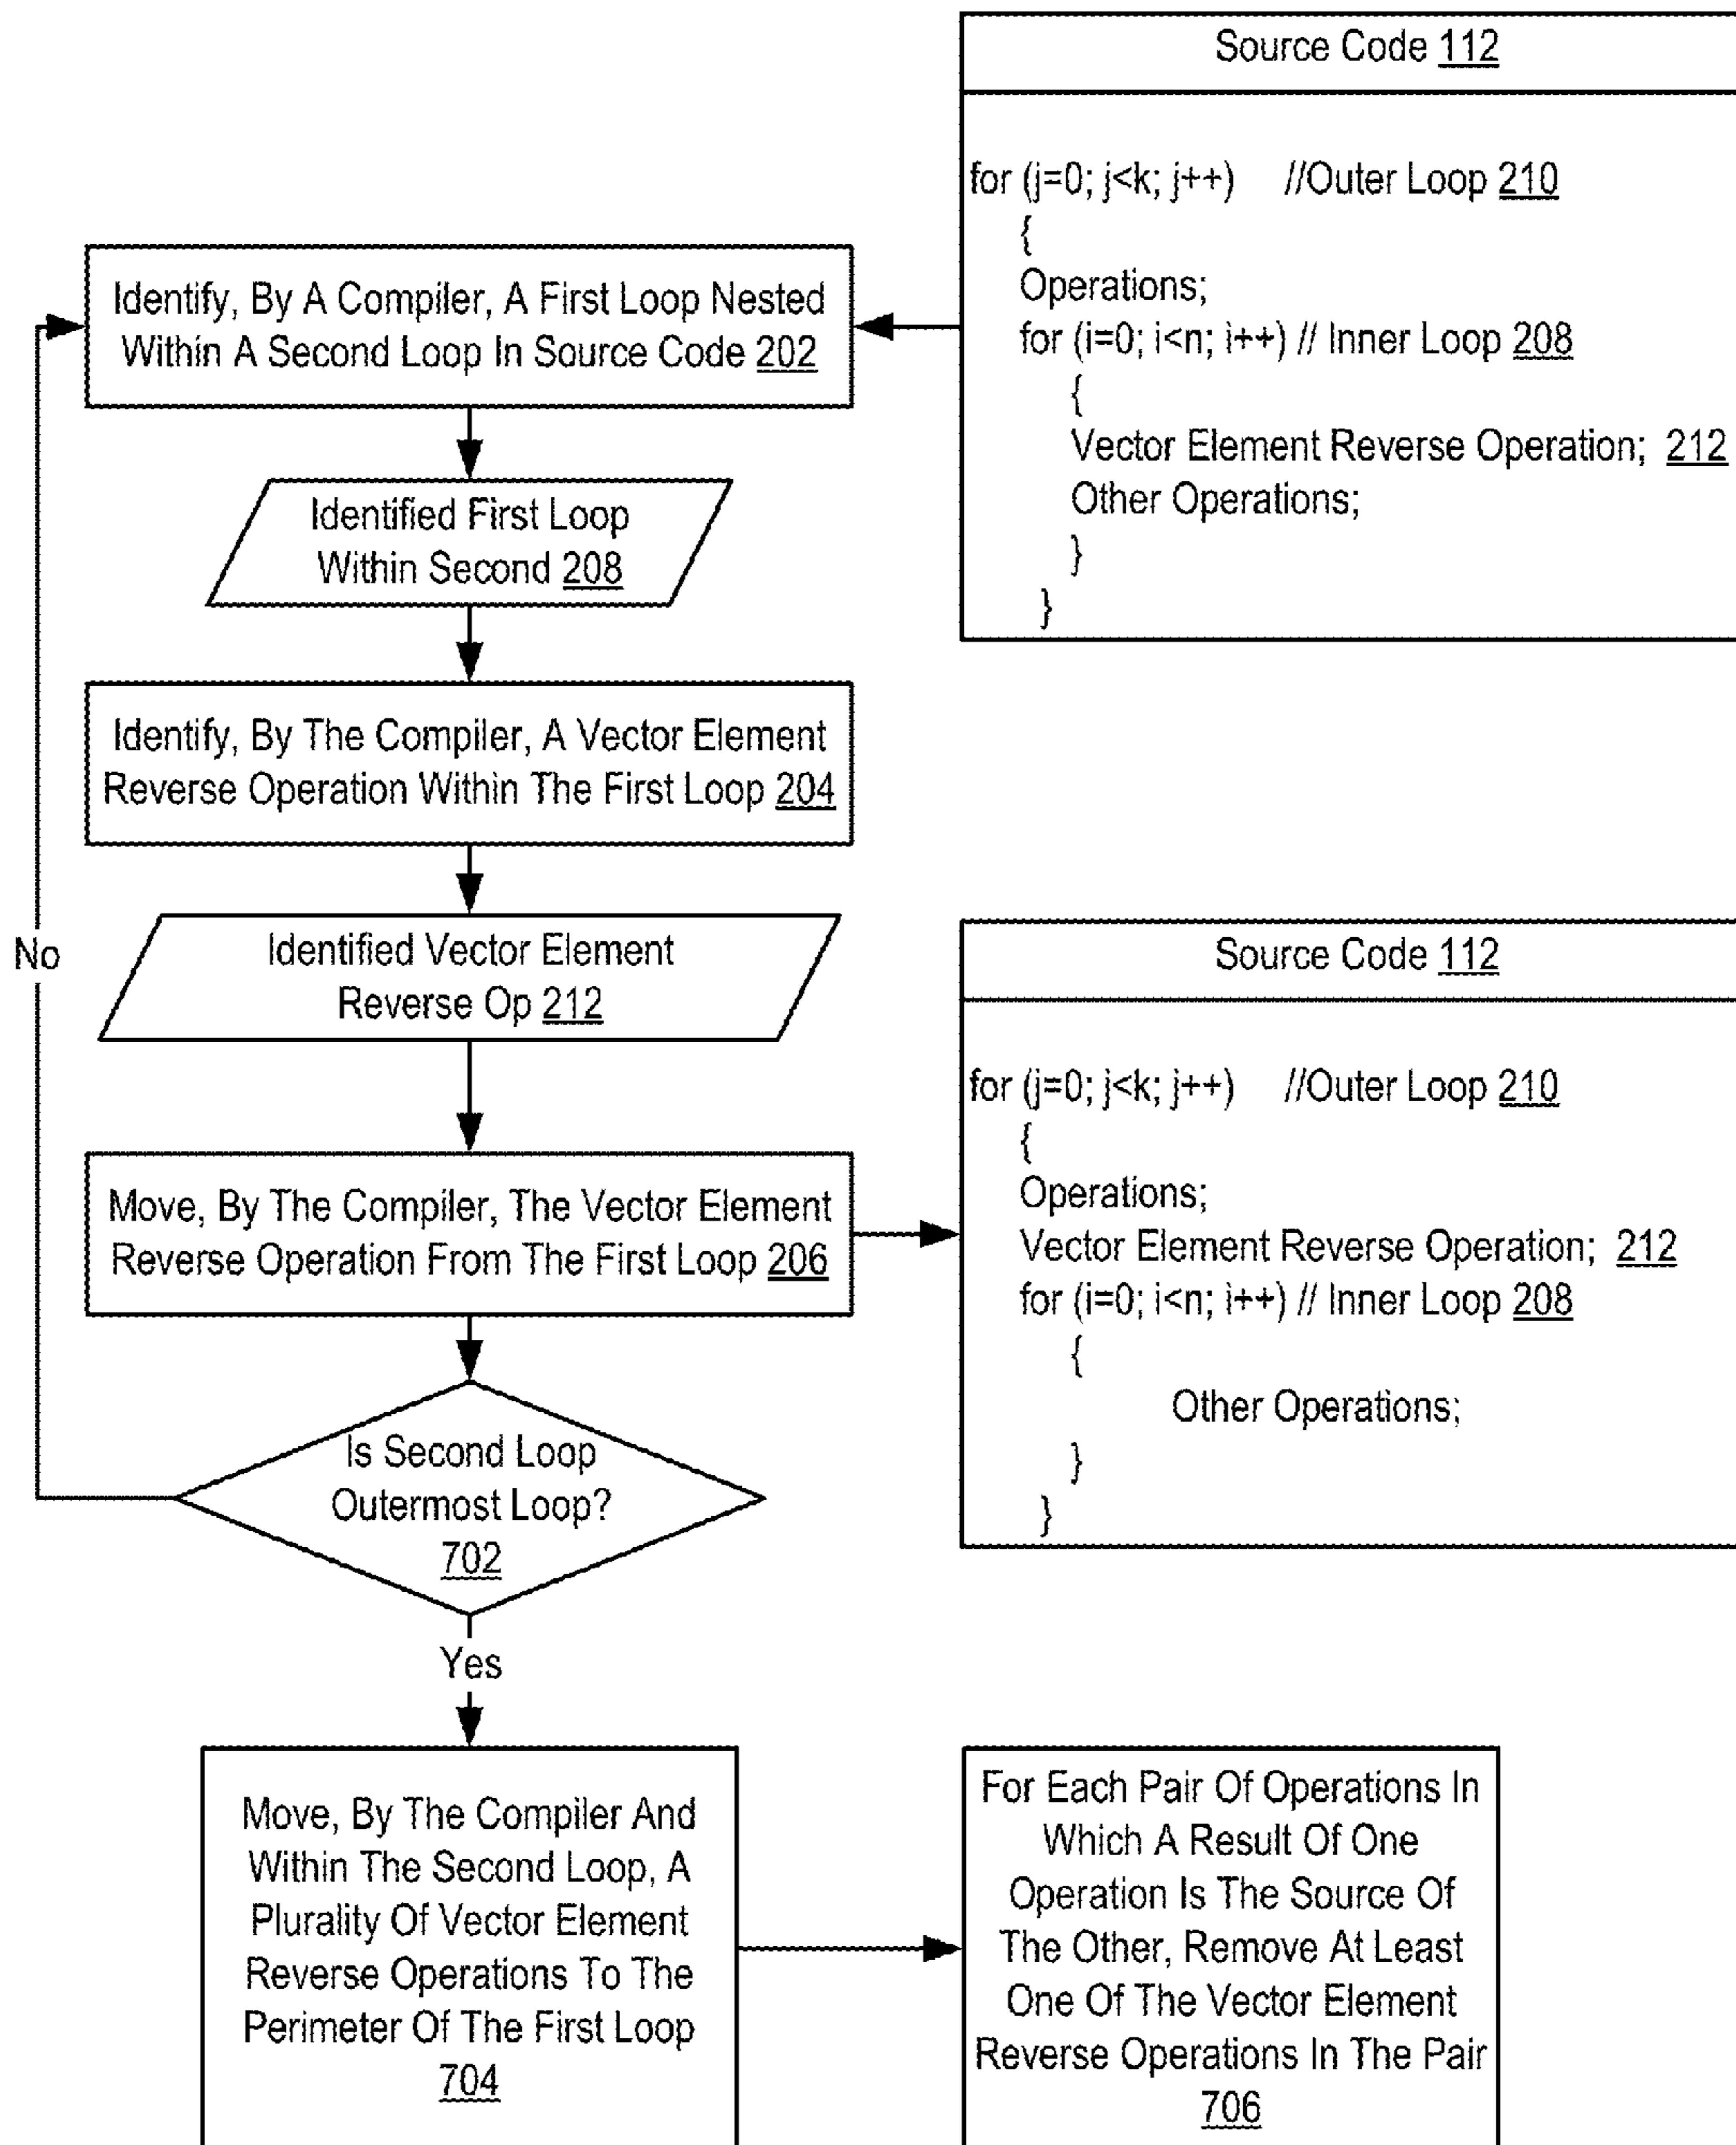 Source Code 112
for (j=0; j<k; j++) //Outer Loop 210
{
Operations;
for (i=0; i<n; i++) // Inner Loop 208
{
Vector Element Reverse Operation; 212
Other Operations;
}
}
Identify, By A Compiler, A First Loop Nested
Within A Second Loop In Source Code 202
Identified First Loop
Within Second 208
Identify, By The Compiler, A Vector Element
Reverse Operation Within The First Loop 204
No
Identified Vector Element
Reverse Op 212
Move, By The Compiler, The Vector Element
Reverse Operation From The First Loop 206
Source Code 112
for (j=0; j<k; j++) //Outer Loop 210
{
Operations;
Vector Element Reverse Operation; 212
for (i=0; i<n; i++) // Inner Loop 208
{
Other Operations;
}
}
Is Second Loop
Outermost Loop?
702
Yes
Move, By The Compiler And
Within The Second Loop, A
Plurality Of Vector Element
Reverse Operations To The
Perimeter Of The First Loop
704
For Each Pair Of Operations In
Which A Result Of One
Operation Is The Source Of
The Other, Remove At Least
One Of The Vector Element
Reverse Operations In The Pair
706